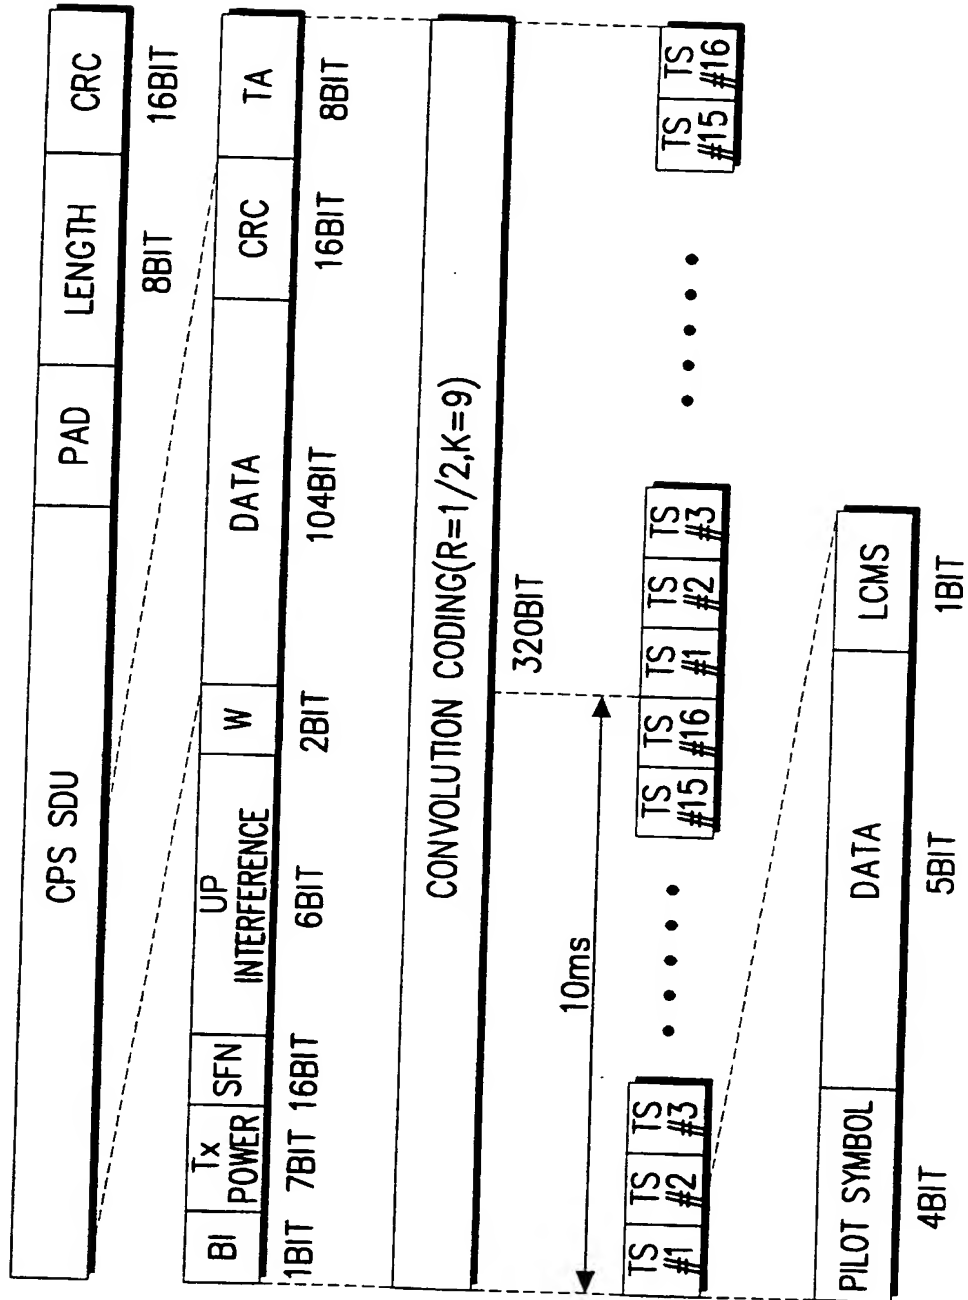 CPS SDU
PAD
LENGTH
CRC
8BIT
16BIT
BI
Tx
POWER
SFN
UP
INTERFERENCE
W
DATA
CRC
TA
1BIT
7BIT
16BIT
6BIT
2BIT
104BIT
16BIT
8BIT
CONVOLUTION CODING(R=1/2,K=9)
320BIT
10ms
TS
#1
TS
#2
TS
#3
TS
#15
TS
#16
TS
#1
TS
#2
TS
#3
TS
#15
TS
#16
PILOT SYMBOL
DATA
LCMS
4BIT
5BIT
1BIT